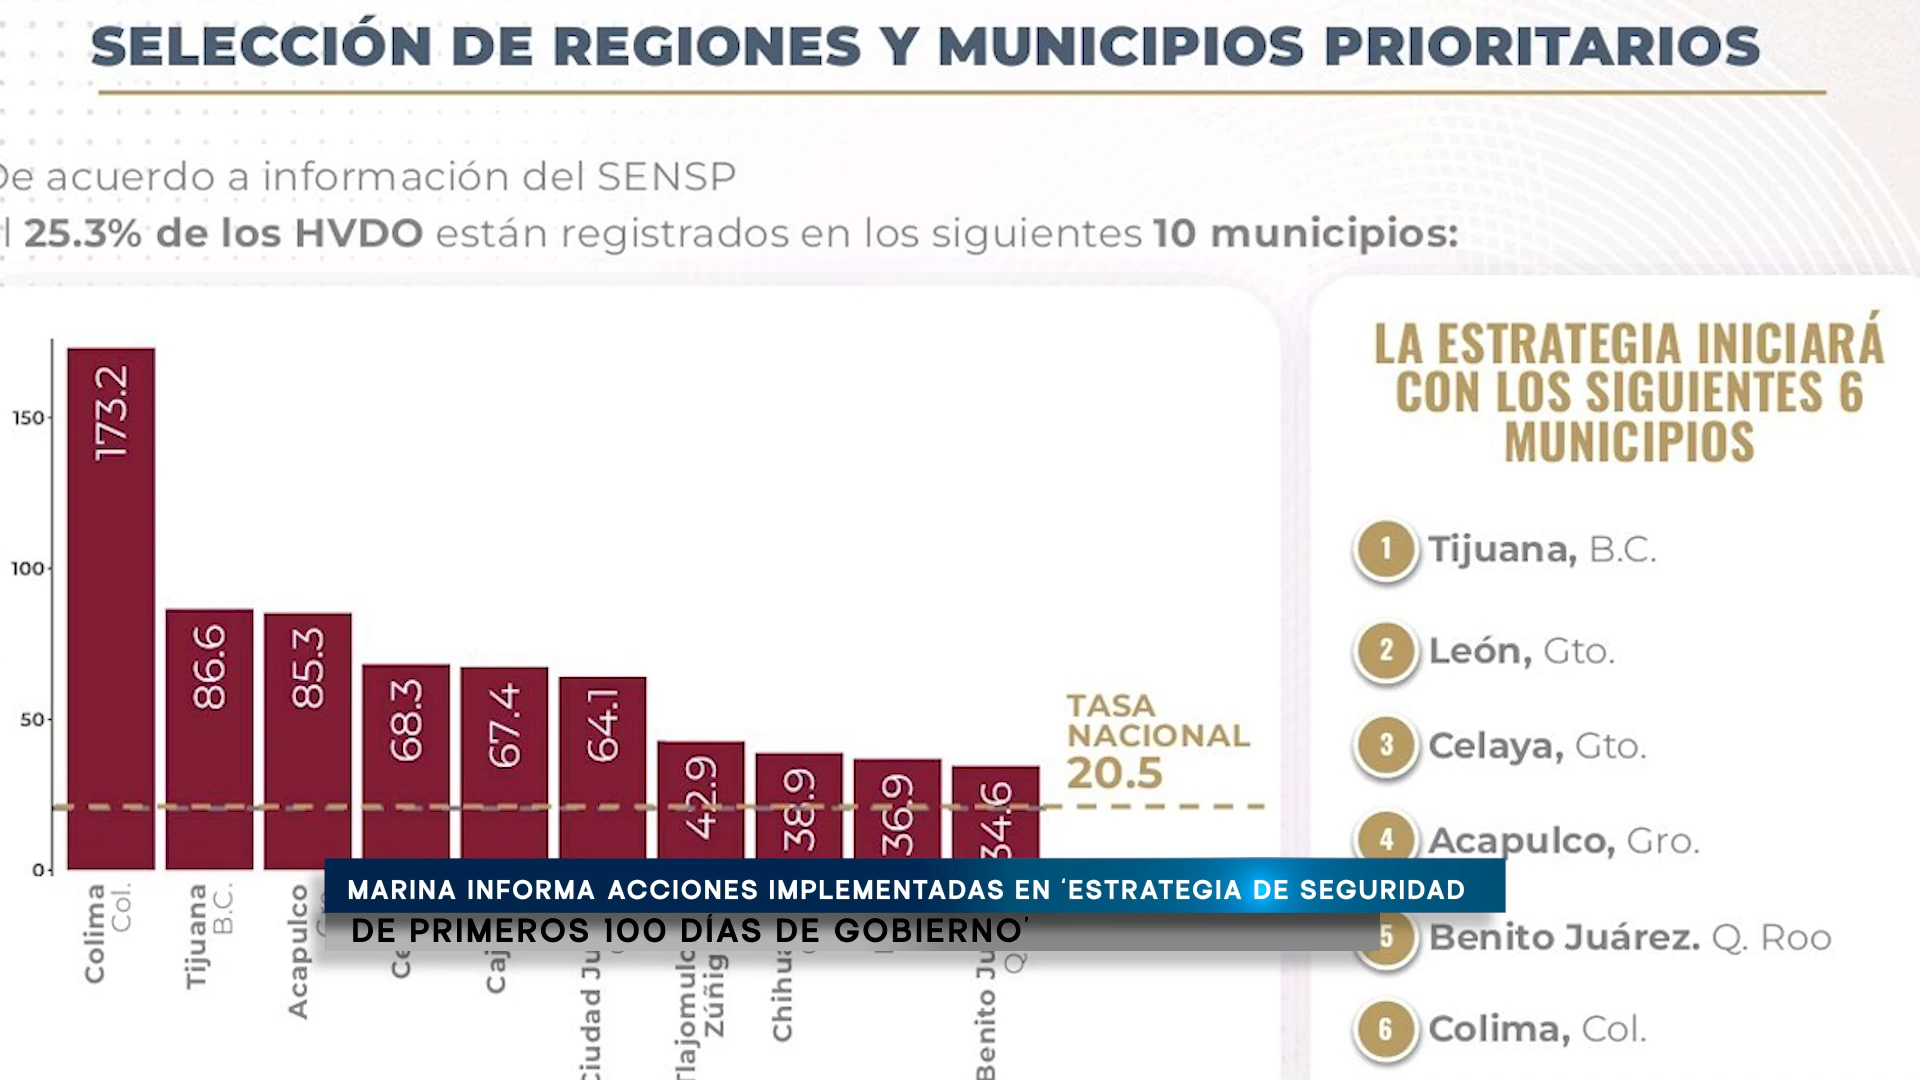 SELECCIÓN DE REGIONES Y MUNICIPIOS PRIORITARIOS
De acuerdo a información del SENSP
l 25.3% de los HVDO están registrados en los siguientes 10 municipios:
150
100
50
0
173.2
86.6
85.3
68.3
67.4
64.1
42.9
38.9
36.9
34.6
TASA
NACIONAL
20.5
Colima
Col.
Tijuana
B.C.
Acapulco
Ciudad Ju
Tlajomulc
Zúñig
Chihua
Benito Ju
LA ESTRATEGIA INICIARÁ
CON LOS SIGUIENTES 6
MUNICIPIOS
1 Tijuana, B.C.
2 León, Gto.
3 Celaya, Gto.
4 Acapulco, Gro.
5 Benito Juárez. Q. Roo
6 Colima, Col.
MARINA INFORMA ACCIONES IMPLEMENTADAS EN ‘ESTRATEGIA DE SEGURIDAD
DE PRIMEROS 100 DÍAS DE GOBIERNO’